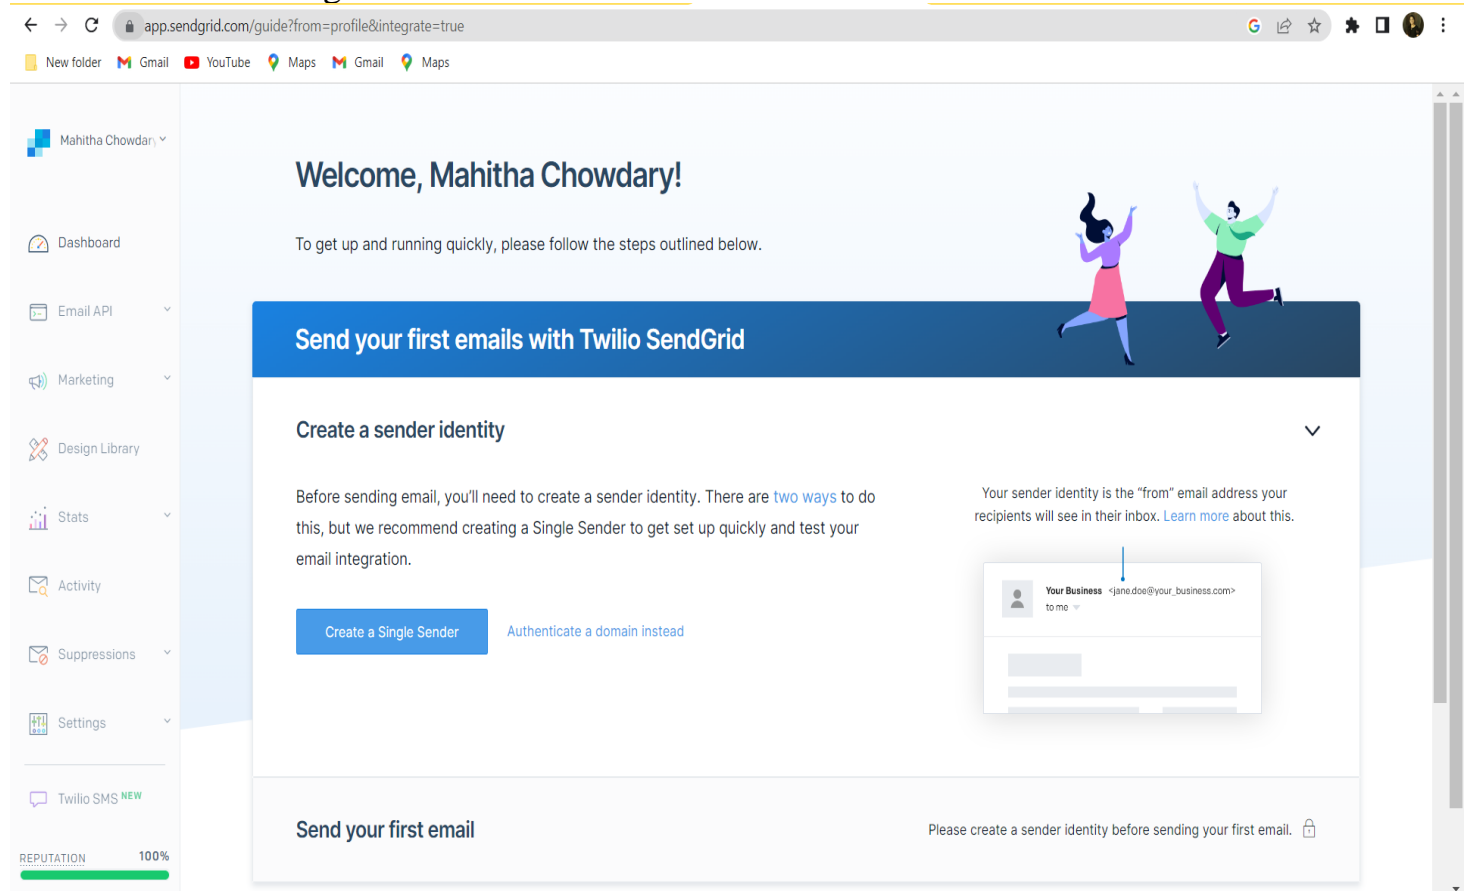 app.sendgrid.com/guide?from=profile&integrate=true
New folder Gmail YouTube Maps Gmail Maps
Mahitha Chowdary
Dashboard
Email API
Marketing
Design Library
Stats
Activity
Suppressions
Settings
Twilio SMS NEW
REPUTATION 100%
Welcome, Mahitha Chowdary!
To get up and running quickly, please follow the steps outlined below.
Send your first emails with Twilio SendGrid
Create a sender identity
Before sending email, you’ll need to create a sender identity. There are two ways to do
this, but we recommend creating a Single Sender to get set up quickly and test your
email integration.
Create a Single Sender Authenticate a domain instead
Your sender identity is the “from” email address your
recipients will see in their inbox. Learn more about this.
Your Business <jane.doe@your_business.com>
to me
Send your first email
Please create a sender identity before sending your first email.